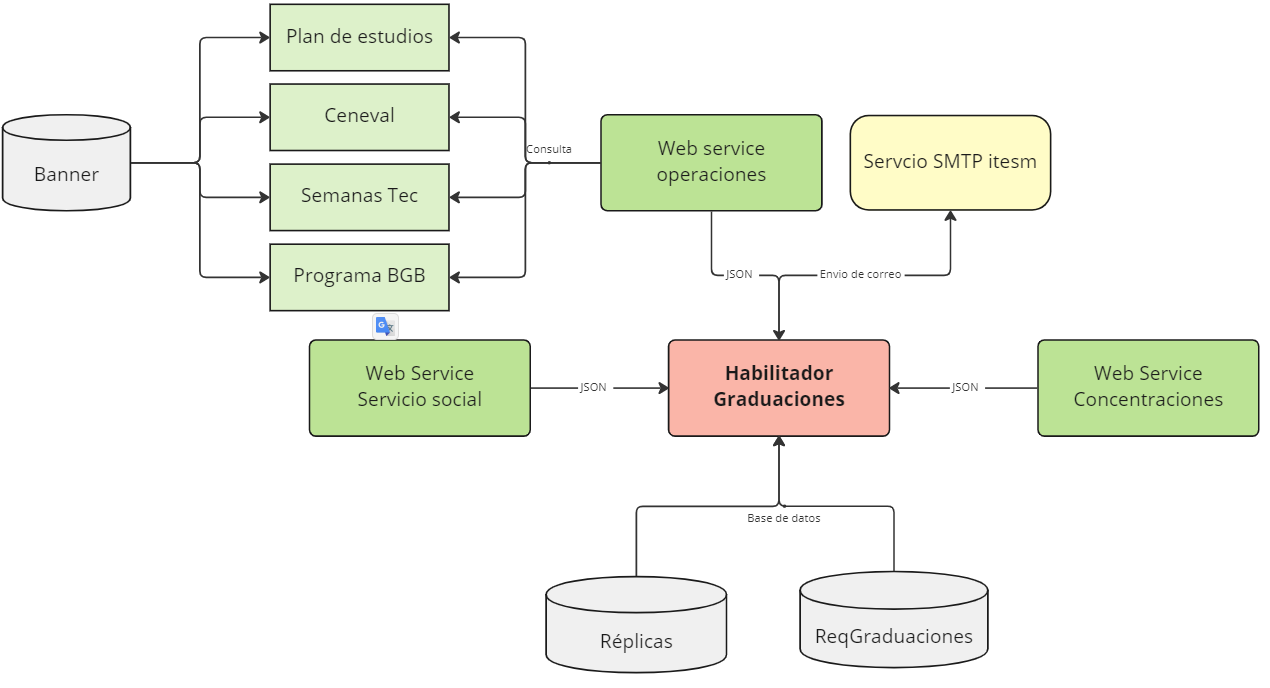 Plan de estudios
Ceneval
Semanas Tec
Programa BGB
Banner
Consulta
Web service
operaciones
Servcio SMTP itesm
JSON
Envio de correo
Web Service
Servicio social
JSON
Habilitador
Graduaciones
JSON
Web Service
Concentraciones
Base de datos
Réplicas
ReqGraduaciones